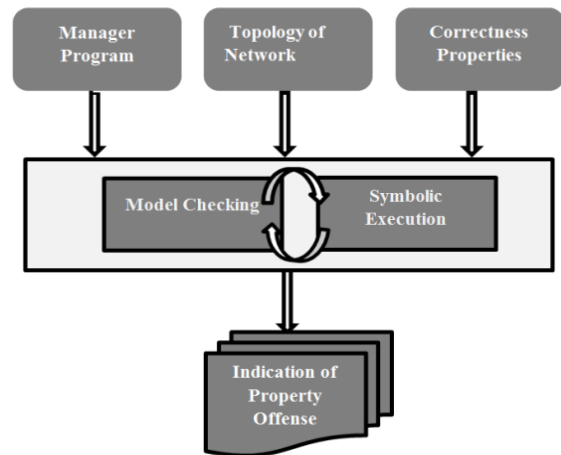 Manager
Program
Topology of
Network
Correctness
Properties
Model Checking
Symbolic
Execution
Indication of
Property
Offense